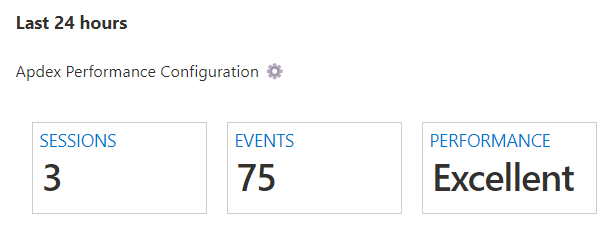 Last 24 hours
Apdex Performance Configuration
SESSIONS
3
EVENTS
75
PERFORMANCE
Excellent